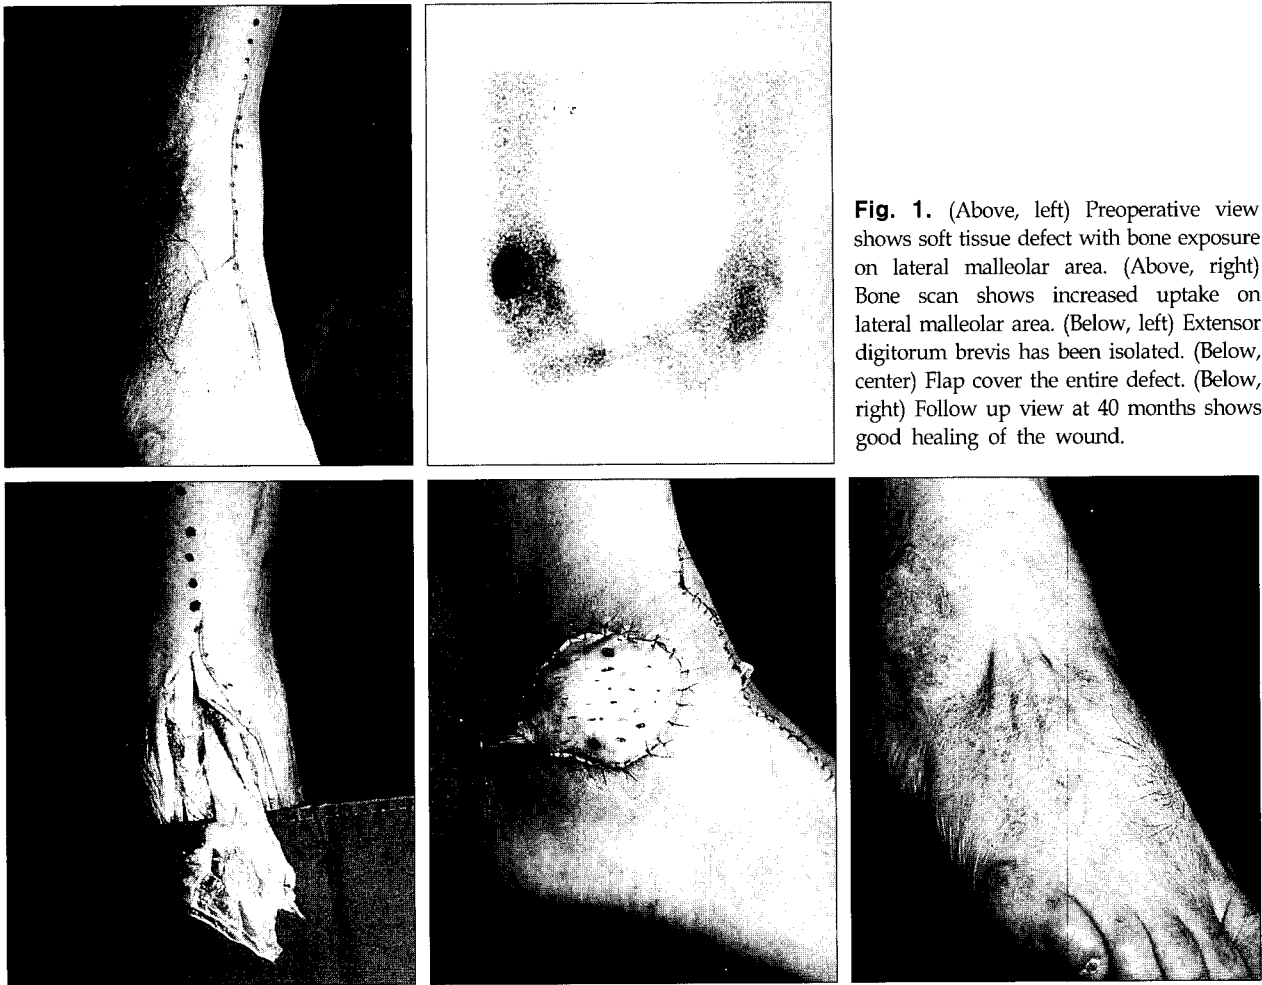 Fig. 1. (Above, left) Preoperative view
shows soft tissue defect with bone exposure
on lateral malleolar area. (Above, right)
Bone scan shows increased uptake on
lateral malleolar area. (Below, left) Extensor
digitorum brevis has been isolated. (Below,
center) Flap cover the entire defect. (Below,
right) Follow up view at 40 months shows
good healing of the wound.